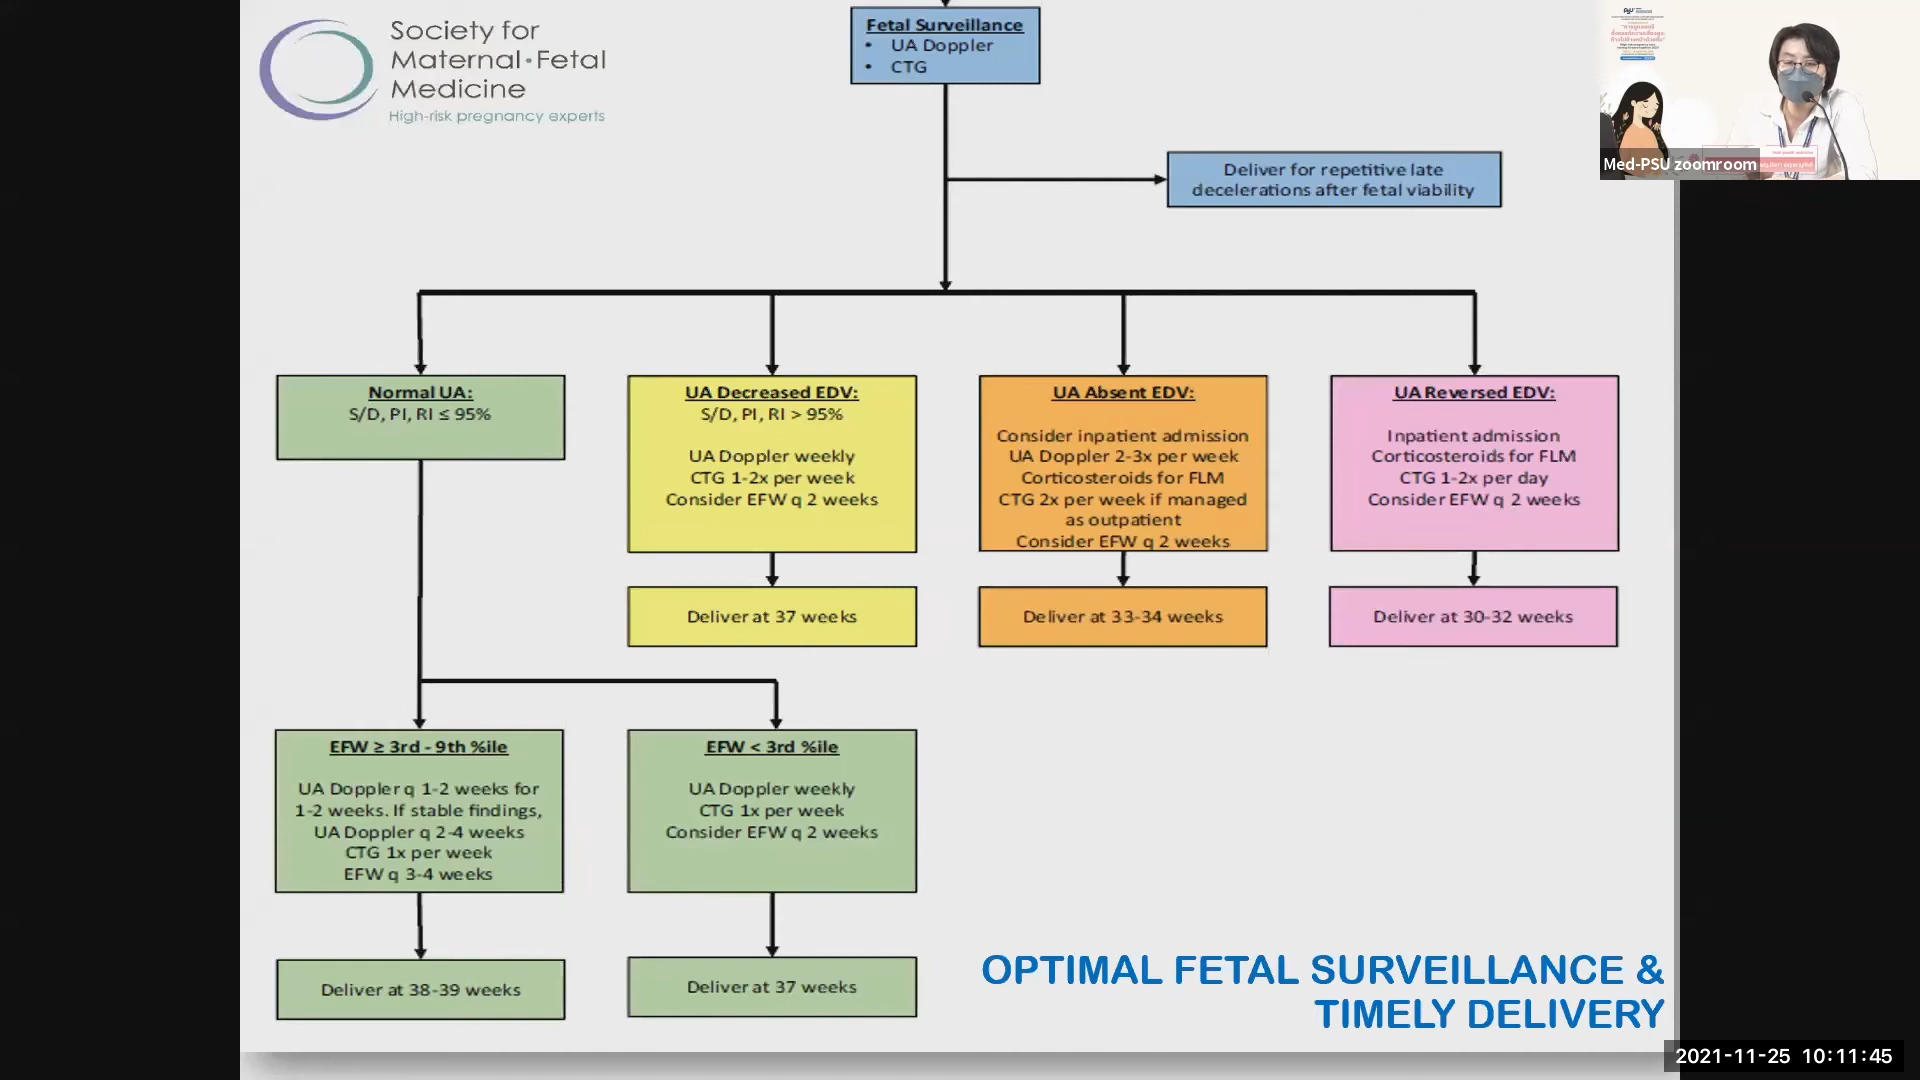 Society for
Maternal•Fetal
Medicine
High-risk pregnancy experts
Fetal Surveillance
• UA Doppler
• CTG
Deliver for repetitive late
decelerations after fetal viability
Normal UA:
S/D, PI, RI ≤ 95%
UA Decreased EDV:
S/D, PI, RI > 95%
UA Doppler weekly
CTG 1-2x per week
Consider EFW q 2 weeks
UA Absent EDV:
Consider inpatient admission
UA Doppler 2-3x per week
Corticosteroids for FLM
CTG 2x per week if managed
as outpatient
Consider EFW q 2 weeks
UA Reversed EDV:
Inpatient admission
Corticosteroids for FLM
CTG 1-2x per day
Consider EFW q 2 weeks
Deliver at 37 weeks
Deliver at 33-34 weeks
Deliver at 30-32 weeks
EFW ≥ 3rd - 9th %ile
UA Doppler q 1-2 weeks for
1-2 weeks. If stable findings,
UA Doppler q 2-4 weeks
CTG 1x per week
EFW q 3-4 weeks
EFW < 3rd %ile
UA Doppler weekly
CTG 1x per week
Consider EFW q 2 weeks
Deliver at 38-39 weeks
Deliver at 37 weeks
OPTIMAL FETAL SURVEILLANCE &
TIMELY DELIVERY
PSU
Med-PSU zoomroom
2021-11-25 10:11:45